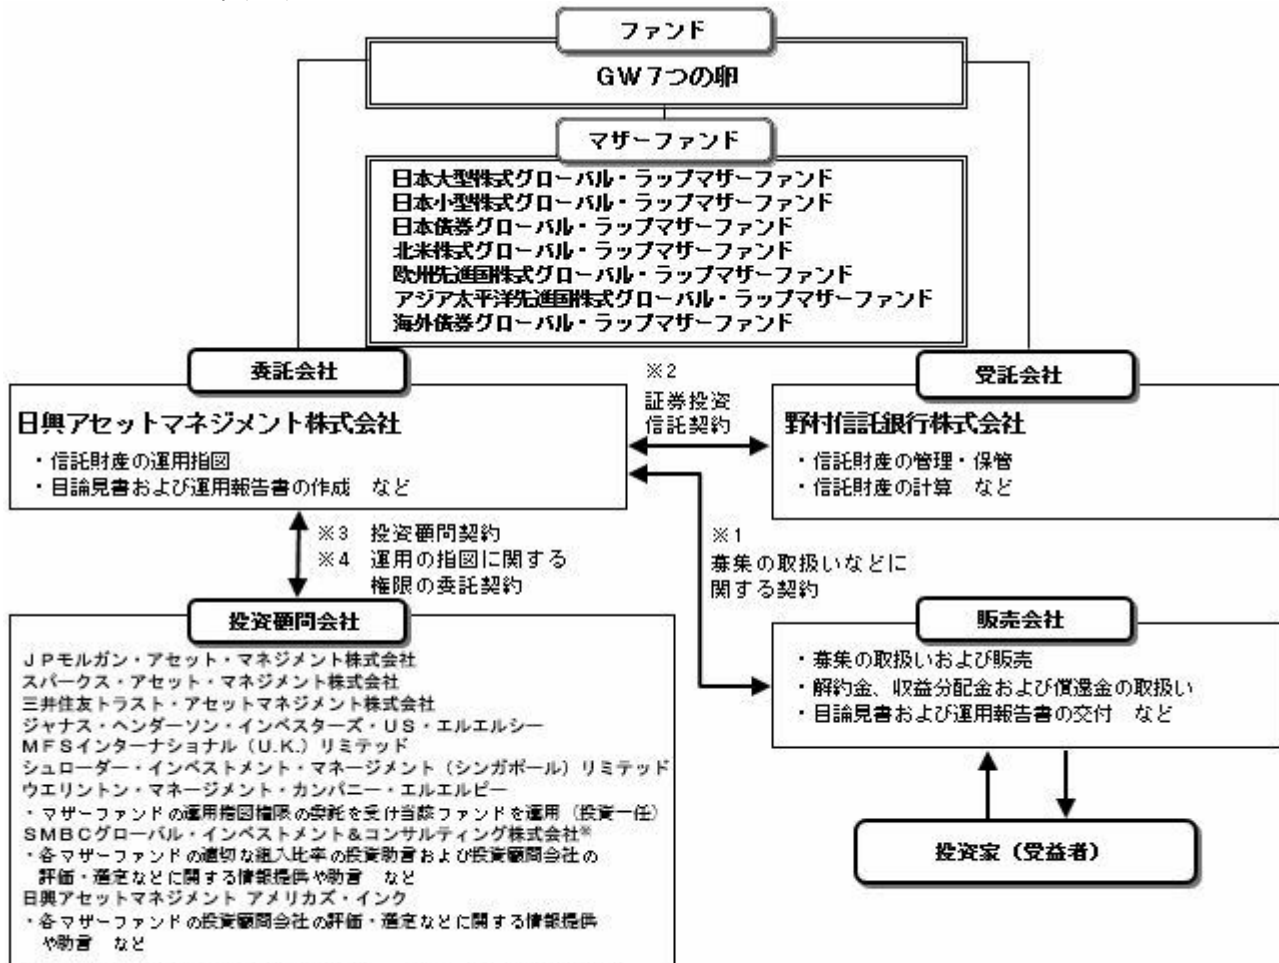 ファンド
GW7つの卵
マザーファンド
日本大型株式グローバル・ラップマザーファンド
日本小型株式グローバル・ラップマザーファンド
日本債券グローバル・ラップマザーファンド
北米株式グローバル・ラップマザーファンド
欧州先進国株式グローバル・ラップマザーファンド
アジア太平洋先進国株式グローバル・ラップマザーファンド
海外債券グローバル・ラップマザーファンド
委託会社
日興アセットマネジメント株式会社
・信託財産の運用指図
・目論見書および運用報告書の作成 など
※2
証券投資
信託契約
受託会社
野村信託銀行株式会社
・信託財産の管理・保管
・信託財産の計算 など
※3 投資顧問契約
※4 運用の指図に関する
権限の委託契約
※1
募集の取扱いなどに
関する契約
投資顧問会社
JPモルガン・アセット・マネジメント株式会社
スパークス・アセット・マネジメント株式会社
三井住友トラスト・アセットマネジメント株式会社
ジャナス・ヘンダーソン・インベスターズ・US・エルエルシー
MFSインターナショナル(U.K.)リミテッド
シュローダー・インベストメント・マネージメント(シンガポール)リミテッド
ウエリントン・マネージメント・カンパニー・エルエルピー
・マザーファンドの運用指図権限の委託を受け当該ファンドを運用(投資一任)
SMBCグローバル・インベストメント&コンサルティング株式会社※
・各マザーファンドの適切な組入比率の投資助言および投資顧問会社の
評価・選定などに関する情報提供や助言 など
日興アセットマネジメント アメリカズ・インク
・各マザーファンドの投資顧問会社の評価・選定などに関する情報提供
や助言 など
販売会社
・募集の取扱いおよび販売
・解約金、収益分配金および償還金の取扱い
・目論見書および運用報告書の交付 など
投資家(受益者)